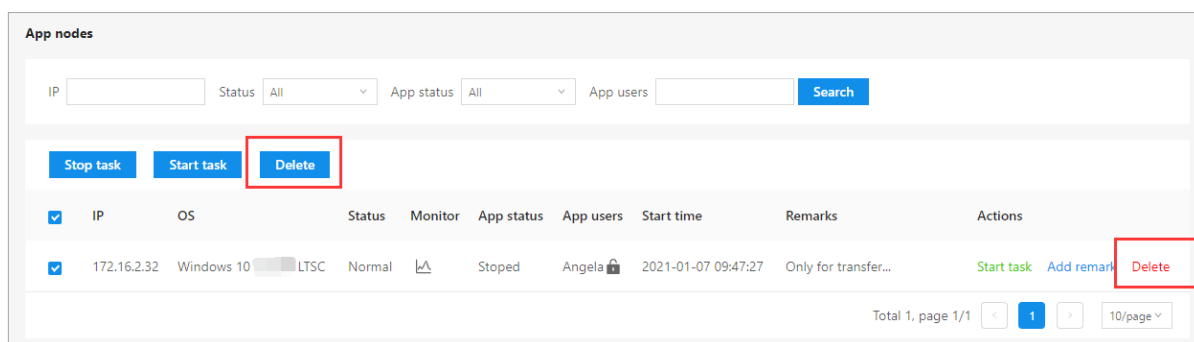 App nodes
IP Status All App status All App users Search
Stop task Start task Delete
IP OS Status Monitor App status App users Start time Remarks Actions
172.16.2.32 Windows 10 LTSC Normal Stoped Angela 2021-01-07 09:47:27 Only for transfer... Start task Add remark Delete
Total 1, page 1/1 < 1 > 10/page